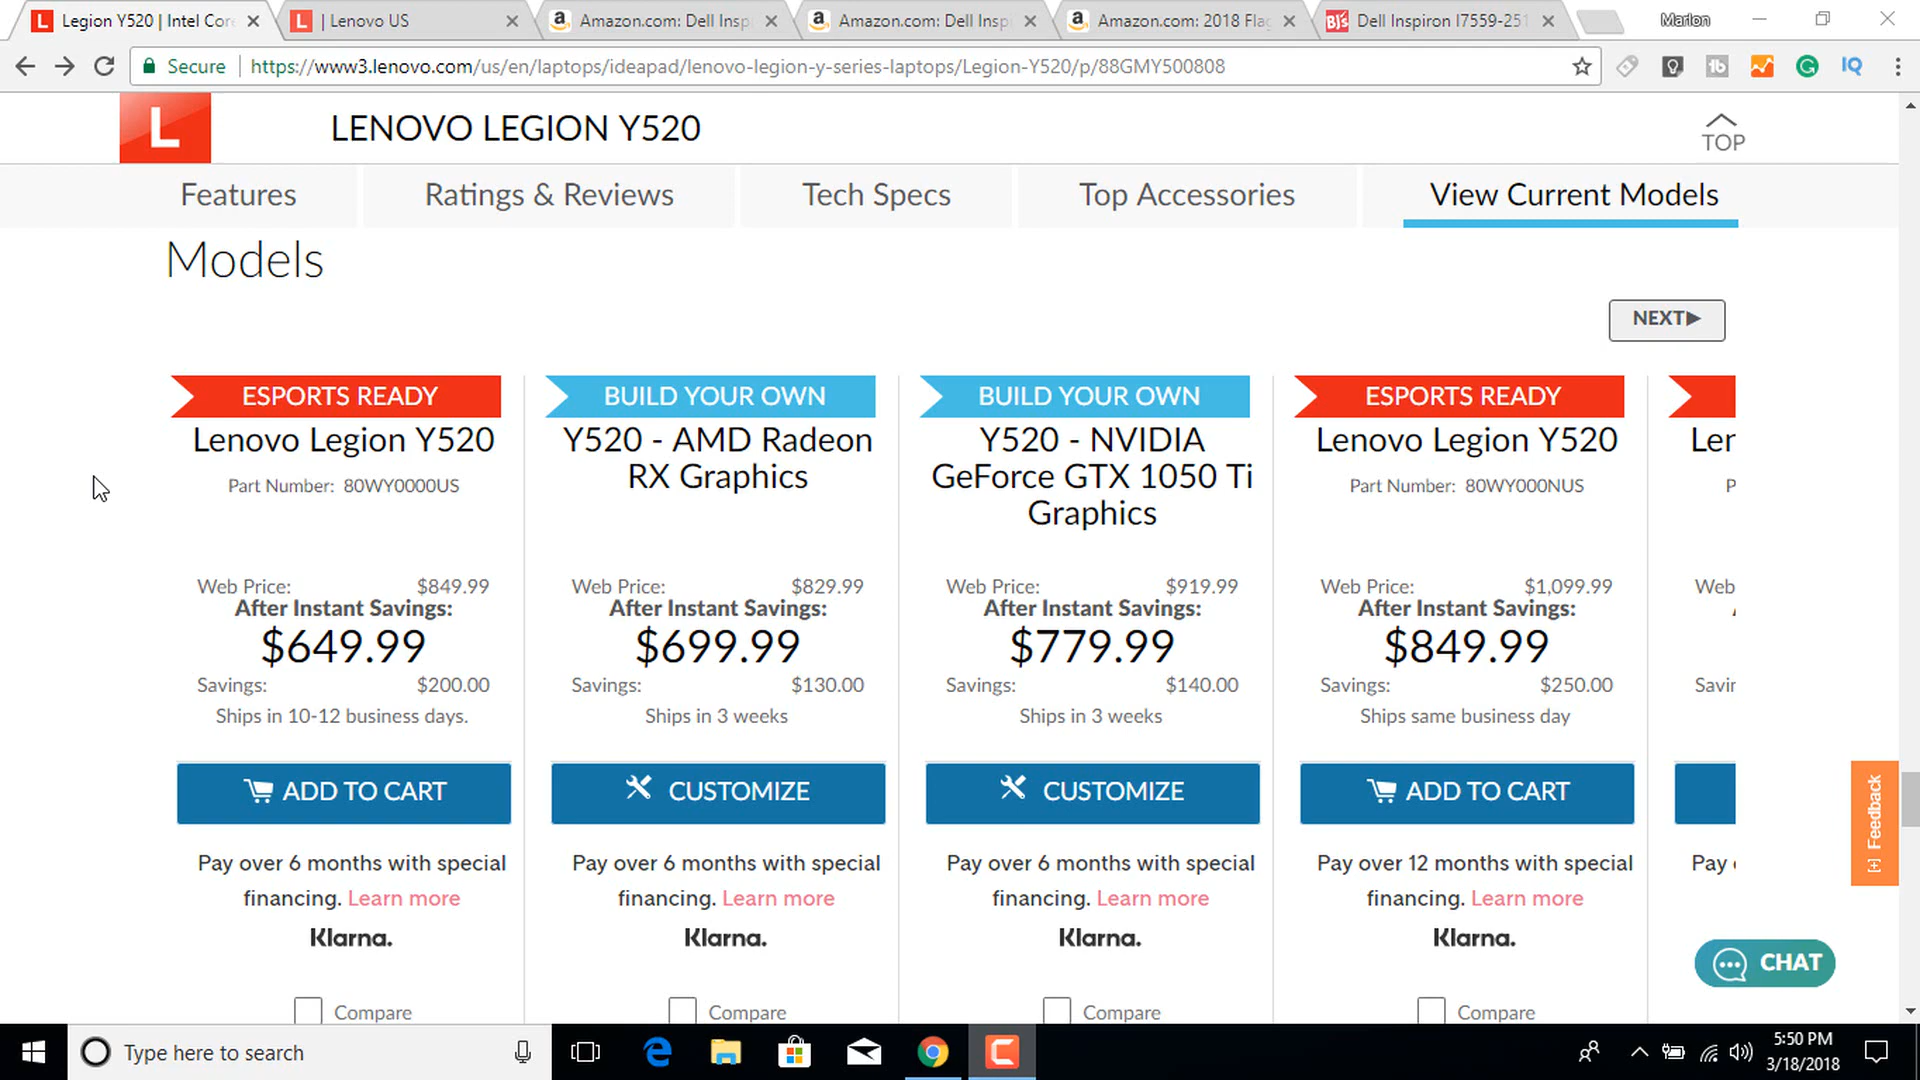 Legion Y520 | Intel Core
| Lenovo US
Amazon.com: Dell Inspi
Amazon.com: Dell Inspi
Amazon.com: 2018 Flag
BJ's Dell Inspiron I7559-251
Marlon
Secure
https://www3.lenovo.com/us/en/laptops/ideapad/lenovo-legion-y-series-laptops/Legion-Y520/p/88GMY500808
L
LENOVO LEGION Y520
TOP
Features
Ratings & Reviews
Tech Specs
Top Accessories
View Current Models
Models
NEXT▶
ESPORTS READY
Lenovo Legion Y520
Part Number: 80WY0000US
Web Price: $849.99
After Instant Savings:
$649.99
Savings: $200.00
Ships in 10-12 business days.
ADD TO CART
Pay over 6 months with special
financing. Learn more
Klarna.
Compare
BUILD YOUR OWN
Y520 - AMD Radeon
RX Graphics
Web Price: $829.99
After Instant Savings:
$699.99
Savings: $130.00
Ships in 3 weeks
CUSTOMIZE
Pay over 6 months with special
financing. Learn more
Klarna.
Compare
BUILD YOUR OWN
Y520 - NVIDIA
GeForce GTX 1050 Ti
Graphics
Web Price: $919.99
After Instant Savings:
$779.99
Savings: $140.00
Ships in 3 weeks
CUSTOMIZE
Pay over 6 months with special
financing. Learn more
Klarna.
Compare
ESPORTS READY
Lenovo Legion Y520
Part Number: 80WY000NUS
Web Price: $1,099.99
After Instant Savings:
$849.99
Savings: $250.00
Ships same business day
ADD TO CART
Pay over 12 months with special
financing. Learn more
Klarna.
Compare
Ler
P
Web
Savir
Pay
[+] Feedback
CHAT
Type here to search
5:50 PM
3/18/2018